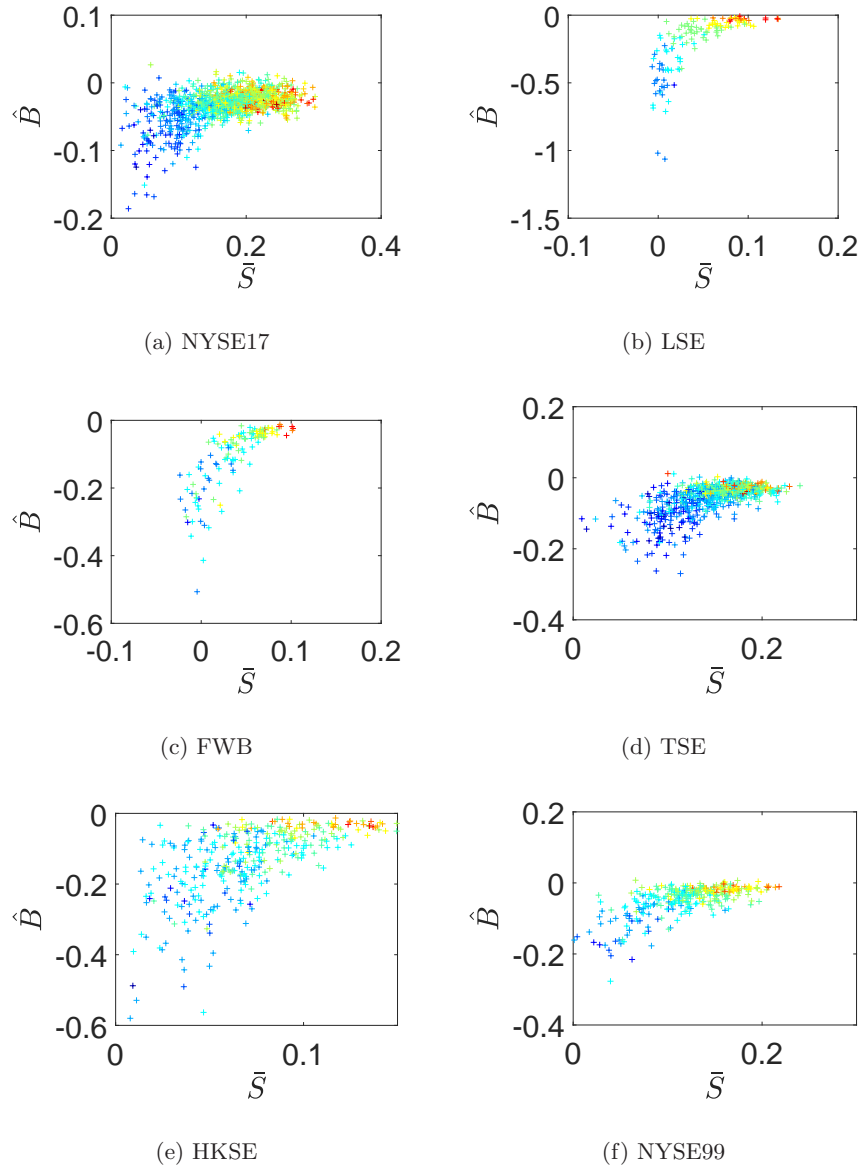 0.1
0
-0.1
-0.2
B̂
0
0.2
0.4
S̄
(a) NYSE17
0
-0.5
-1
-1.5
B̂
-0.1
0
0.1
0.2
S̄
(b) LSE
0
-0.2
-0.4
-0.6
B̂
-0.1
0
0.1
0.2
S̄
(c) FWB
0.2
0
-0.2
-0.4
B̂
0
0.2
S̄
(d) TSE
0
-0.2
-0.4
-0.6
B̂
0
0.1
S̄
(e) HKSE
0.2
0
-0.2
-0.4
B̂
0
0.2
S̄
(f) NYSE99